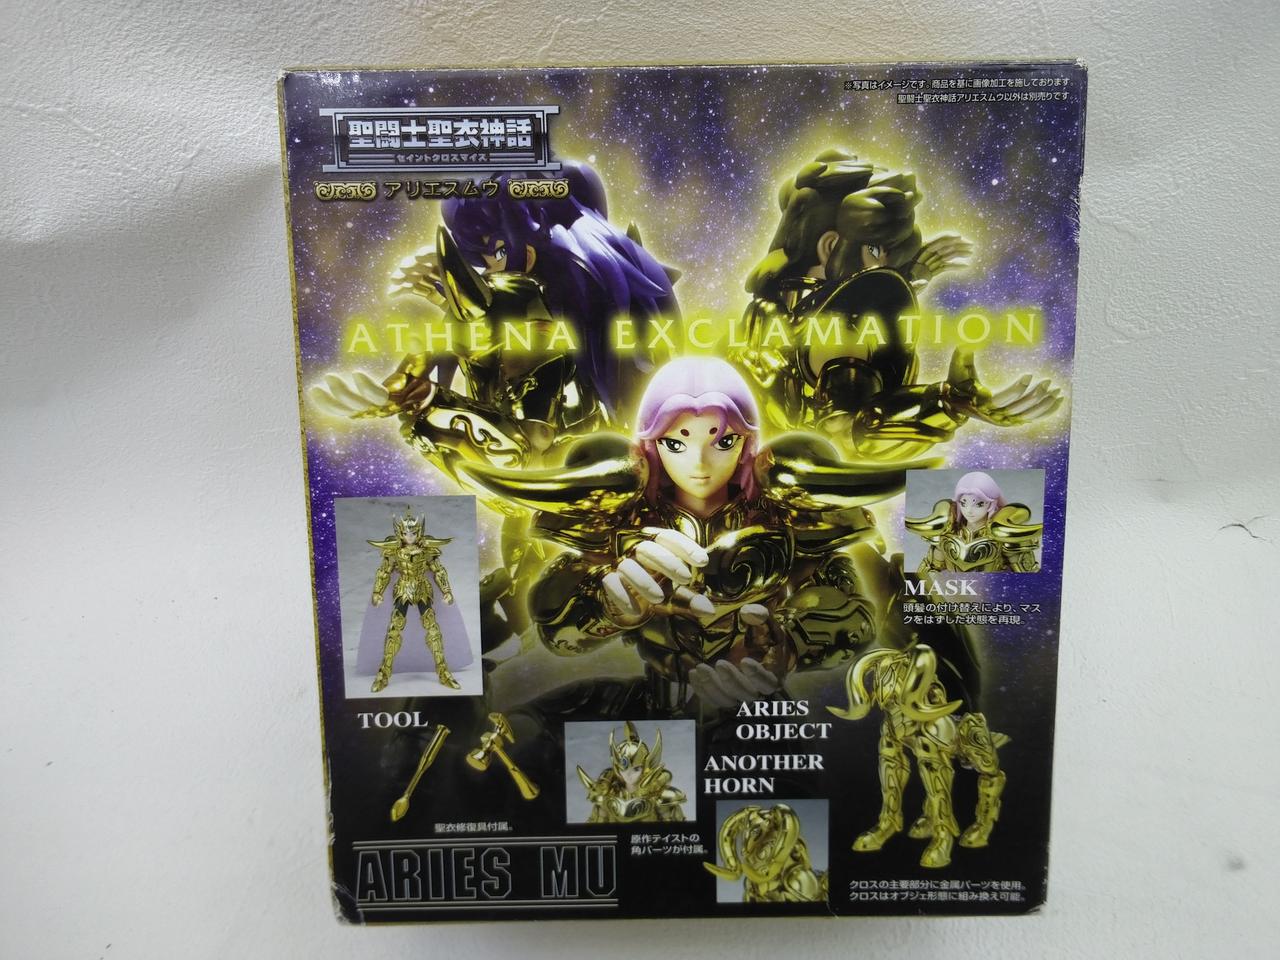 ※写真はイメージです。商品を基に画像加工を施しております
聖闘士聖衣神話アリエスムウ以外は別売りです
聖闘士聖衣神話
セイントクロスマイス
アリエスムウ
ATHENA EXCLAMATION
MASK
頭髪の付け替えにより、マス
クをはずした状態を再現。
TOOL
聖衣修復具付属。
ARIES
OBJECT
ANOTHER
HORN
原作テイストの
角パーツが付属。
ARIES MU
クロスの主要部分に金属パーツを使用。
クロスはオブジェ形態に組み換え可能。